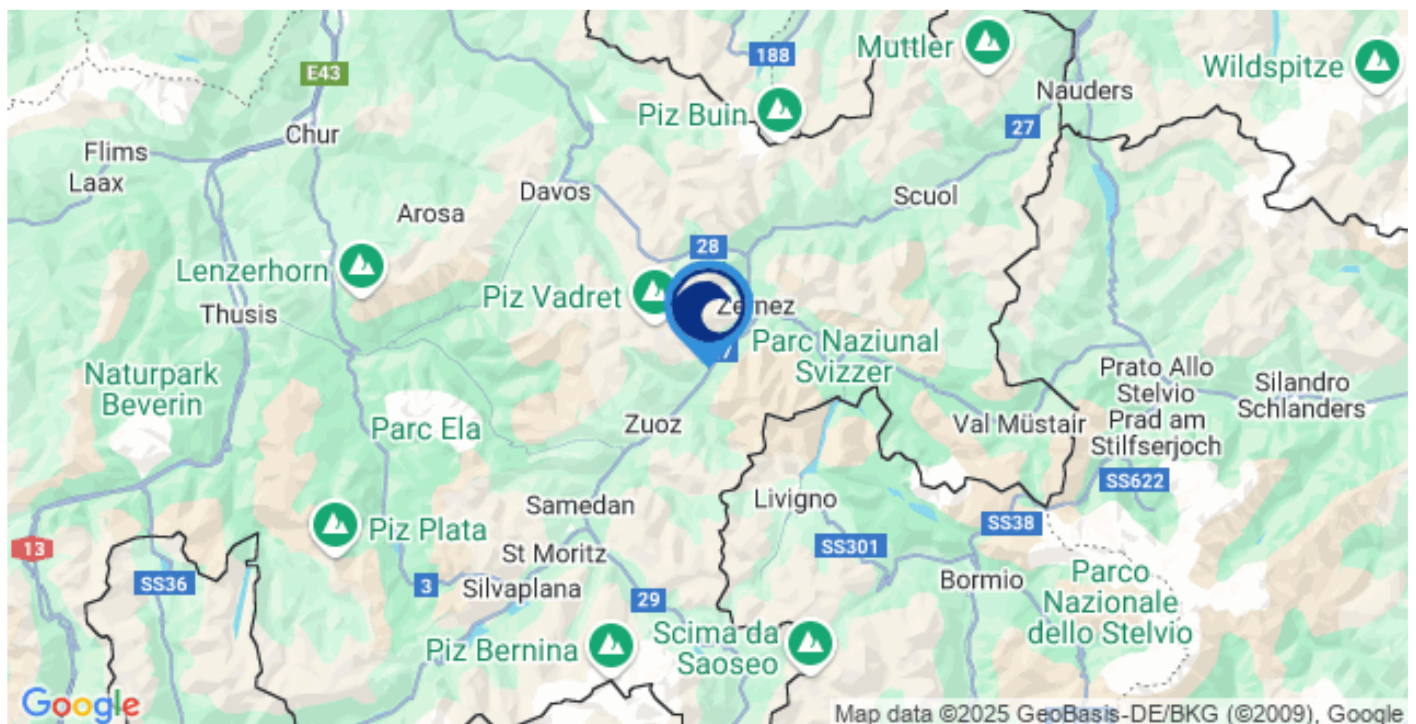 188
Muttler
Wildspitze
E43
Nauders
Piz Buin
27
Chur
Flims
Laax
Davos
Scuol
Arosa
28
Lenzerhorn
Piz Vadret
Zernez
Thusis
Parc Naziunal
Svizzer
Naturpark
Beverin
Prato Allo
Stelvio
Prad am
Stilfserjoch
Silandro
Schlanders
Parc Ela
Zuoz
Val Müstair
SS622
Samedan
Livigno
SS38
Piz Plata
13
St Moritz
SS301
SS36
3
Silvaplana
29
Bormio
Parco
Nazionale
dello Stelvio
Piz Bernina
Scima da
Saoseo
Google
Map data ©2025 GeoBasis-DE/BKG (©2009), Google